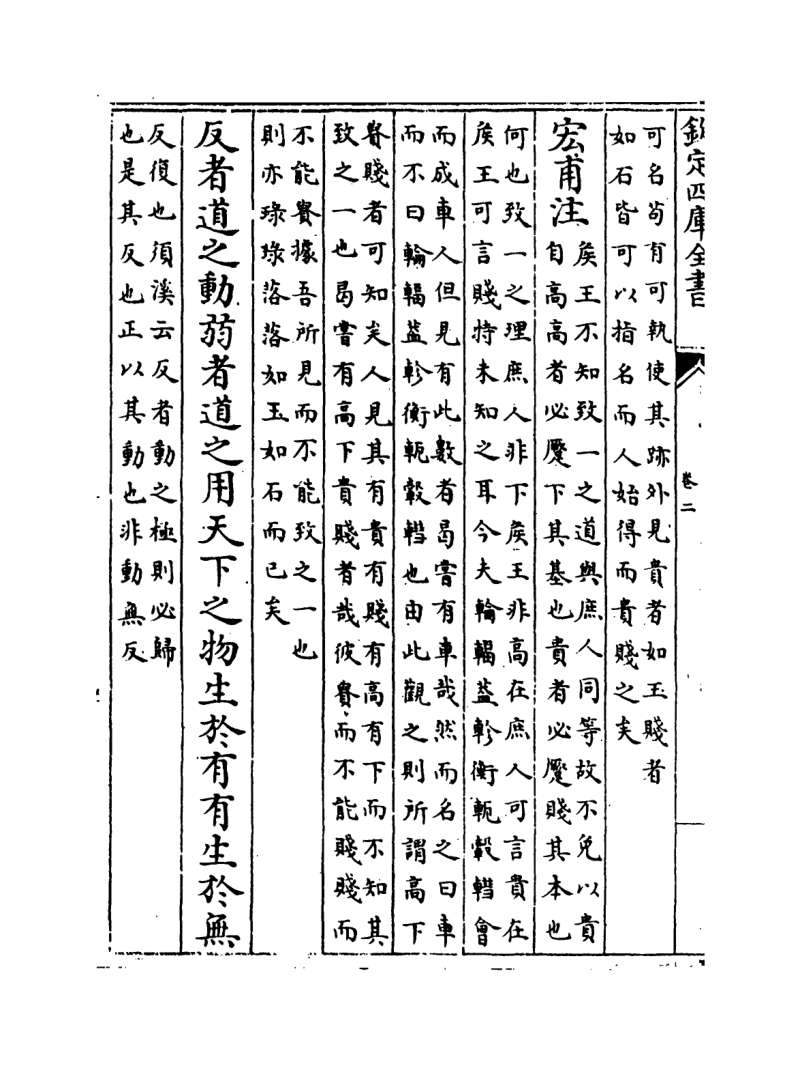 欽定四庫全書
卷二
可名苟有可執使其跡外見貴者如玉賤者
如石皆可以指名而人始得而貴賤之矣
宏甫注
矦王不知致一之道與庶人同等故不免以貴
自高高者必蹷下其基也貴者必蹷賤其本也
何也致一之理庶人非下矦王非高在庶人可言貴在
矦王可言賤特未知之耳今夫輪輻葢軫衡軛轂轊會
而成車人但見有此數者曷嘗有車哉然而名之曰車
而不曰輪輻葢軫衡軛轂轊也由此觀之則所謂高下
貴賤者可知矣人見其有貴有賤有高有下而不知其
致之一也曷嘗有高下貴賤者哉彼貴而不能賤賤而
不能貴據吾所見而不能致之一也
則亦琭琭落落如玉如石而已矣
反者道之動弱者道之用天下之物生於有有生於無
反復也須溪云反者動之極則必歸
也是其反也正以其動也非動無反